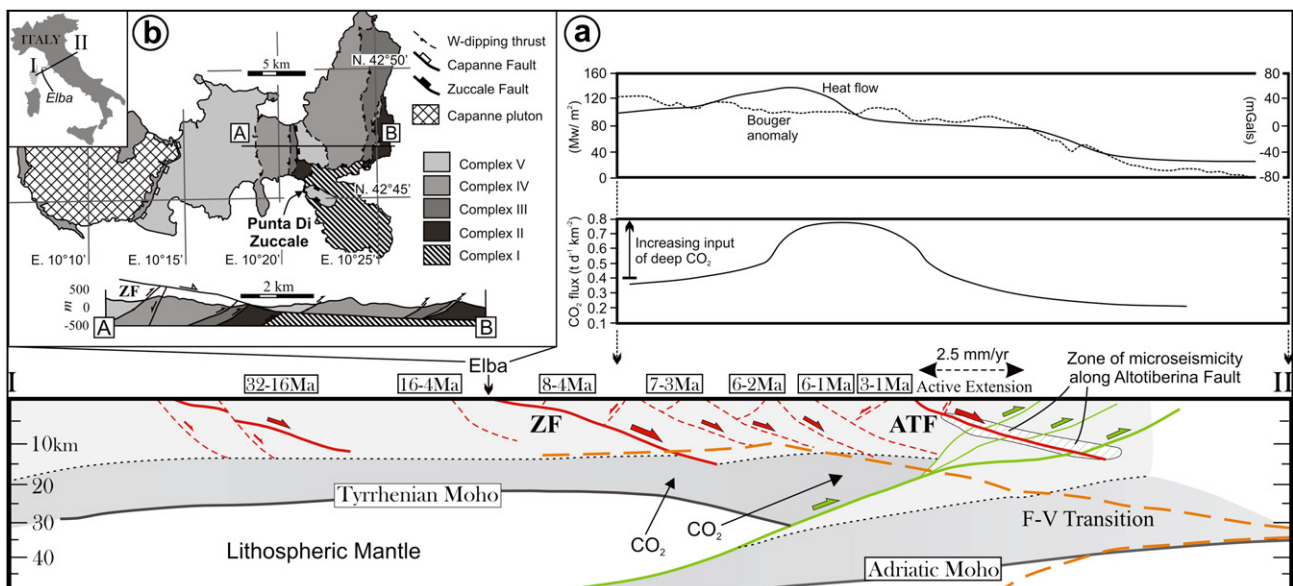 ITALY
II
I
Elba
b
5 km
N. 42°50'
W-dipping thrust
Capanne Fault
Zuccale Fault
Capanne pluton
A
B
Complex V
Complex IV
Complex III
Complex II
Complex I
N. 42°45'
Punta Di
Zuccale
E. 10°10'
E. 10°15'
E. 10°20'
E. 10°25'
500
m 0
-500
ZF
2 km
A
B
a
160
120
80
40
0
(Mw/ m²)
Heat flow
Bouger
anomaly
80
40
0
-40
-80
(mGals)
0.8
0.7
0.6
0.5
0.4
0.3
0.2
0.1
CO₂ flux (t d⁻¹ km⁻²)
Increasing input
of deep CO₂
I
Elba
II
32-16Ma
16-4Ma
8-4Ma
7-3Ma
6-2Ma
6-1Ma
3-1Ma
2.5 mm/yr
Active Extension
Zone of microseismicity
along Altotiberina Fault
ZF
ATF
10km
20
30
40
Tyrrhenian Moho
CO₂
CO₂
F-V Transition
Lithospheric Mantle
Adriatic Moho